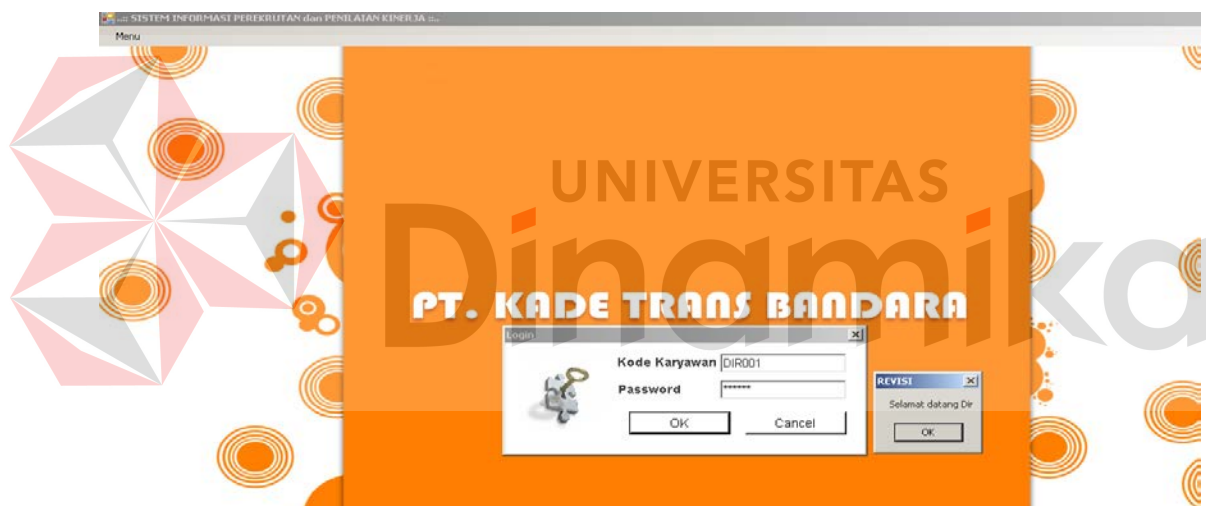 ..:: SISTEM INFORMASI PEREKRUTAN dan PENILAIAN KINERJA ::..
Menu
UNIVERSITAS
Dinamika
PT. KADE TRANS BANDARA
Login
Kode Karyawan DIR001
Password ******
OK Cancel
REVISI
Selamat datang Dir
OK